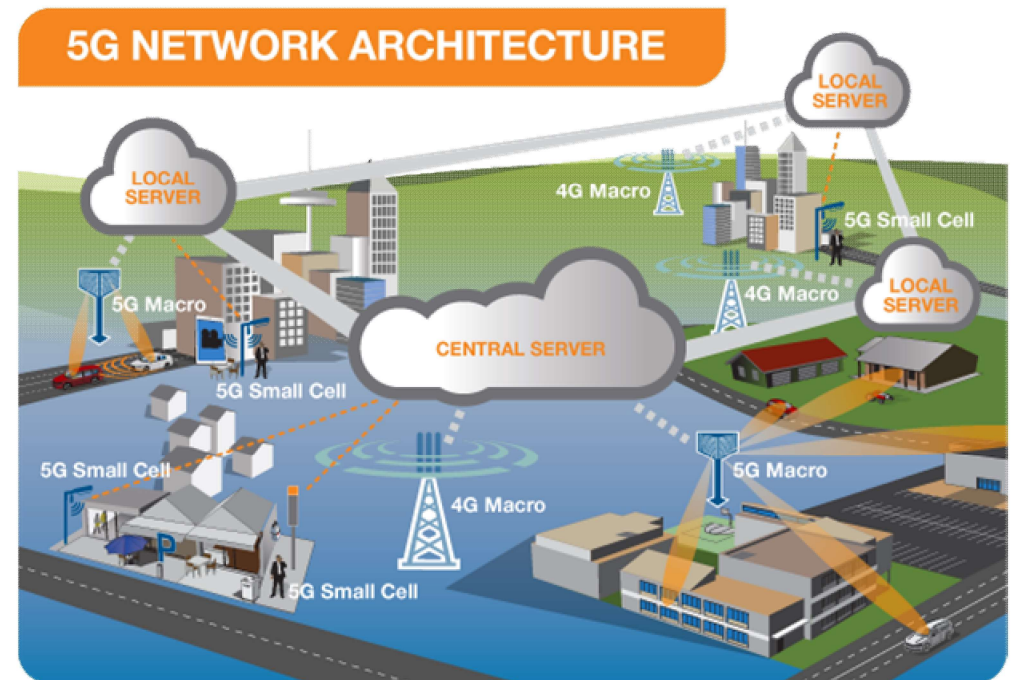 5G NETWORK ARCHITECTURE
LOCAL
SERVER
LOCAL
SERVER
4G Macro
5G Small Cell
4G Macro
LOCAL
SERVER
5G Macro
CENTRAL SERVER
5G Small Cell
5G Small Cell
5G Macro
4G Macro
P
5G Small Cell